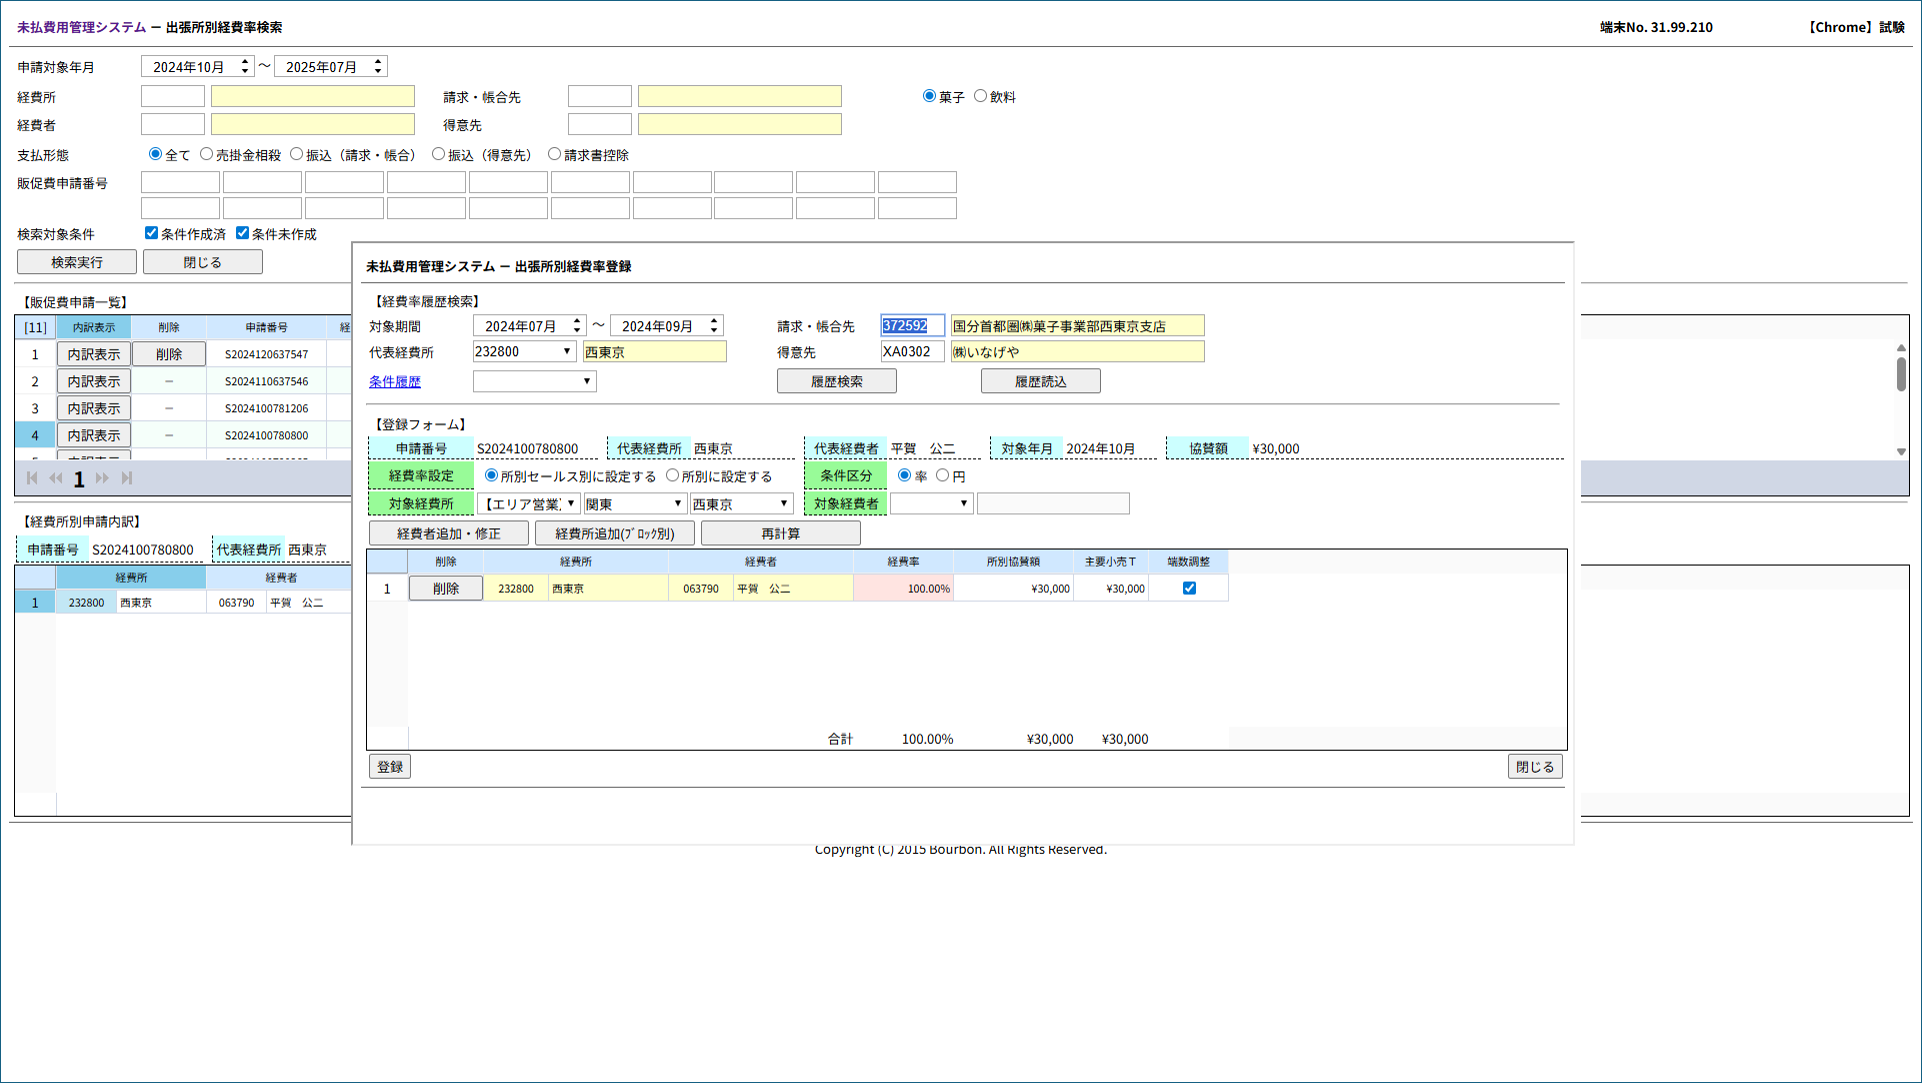 未払費用管理システム － 出張所別経費率検索 端末No. 31.99.210 【Chrome】試験
申請対象年月 2024年10月 ～ 2025年07月
経費所 請求・帳合先 菓子 飲料
経費者 得意先
支払形態 全て 売掛金相殺 振込（請求・帳合） 振込（得意先） 請求書控除
販促費申請番号
検索対象条件 条件作成済 条件未作成
検索実行 閉じる
【販促費申請一覧】
[11] 内訳表示 削除 申請番号 経
1 内訳表示 削除 S2024120637547
2 内訳表示 － S2024110637546
3 内訳表示 － S2024100781206
4 内訳表示 － S2024100780800
1
【経費所別申請内訳】
申請番号 S2024100780800 代表経費所 西東京
経費所 経費者
1 232800 西東京 063790 平賀　公二
未払費用管理システム － 出張所別経費率登録
【経費率履歴検索】
対象期間 2024年07月 ～ 2024年09月 請求・帳合先 372592 国分首都圏㈱菓子事業部西東京支店
代表経費所 232800 西東京 得意先 XA0302 ㈱いなげや
条件履歴 履歴検索 履歴読込
【登録フォーム】
申請番号 S2024100780800 代表経費所 西東京 代表経費者 平賀　公二 対象年月 2024年10月 協賛額 ¥30,000
経費率設定 所別セールス別に設定する 所別に設定する 条件区分 率 円
対象経費所 【エリア営業 関東 西東京 対象経費者
経費者追加・修正 経費所追加(ﾌﾞﾛｯｸ別) 再計算
削除 経費所 経費者 経費率 所別協賛額 主要小売Ｔ 端数調整
1 削除 232800 西東京 063790 平賀　公二 100.00% ¥30,000 ¥30,000
合計 100.00% ¥30,000 ¥30,000
登録 閉じる
Copyright (C) 2015 Bourbon. All Rights Reserved.